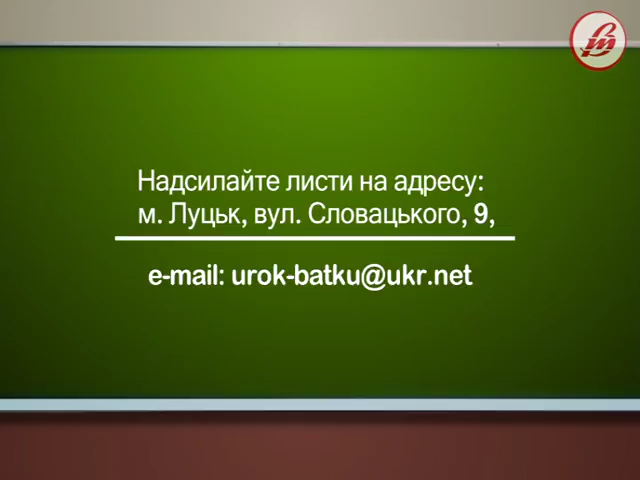 Надсилайте листи на адресу:
м. Луцьк, вул. Словацького, 9,
e-mail: urok-batku@ukr.net